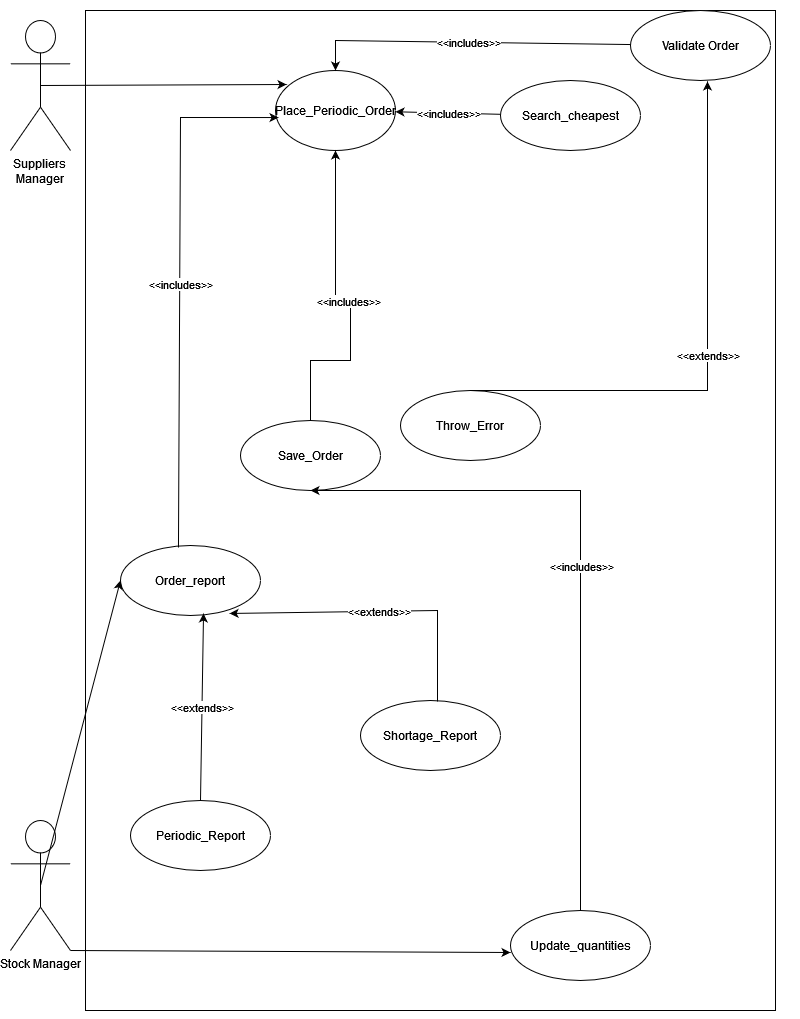 <<includes>>
Validate Order
Place_Periodic_Order
<<includes>>
Search_cheapest
Suppliers
Manager
<<includes>>
<<includes>>
<<extends>>
Throw_Error
Save_Order
<<includes>>
Order_report
<<extends>>
<<extends>>
Shortage_Report
Periodic_Report
Update_quantities
Stock Manager